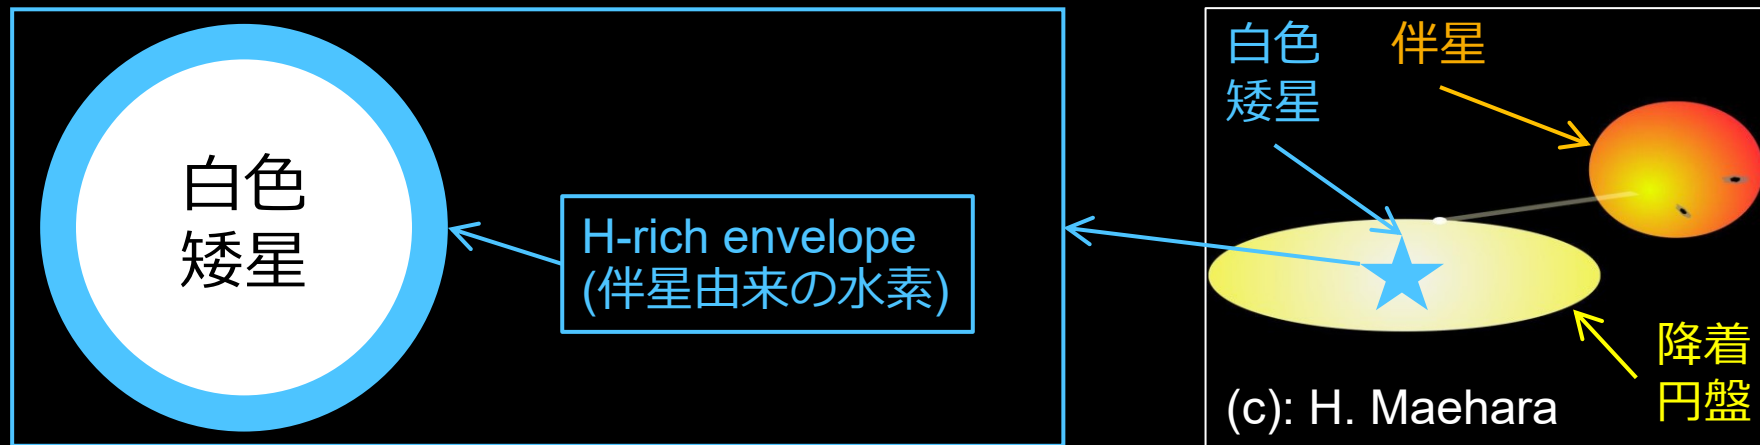 白色
矮星
H-rich envelope
(伴星由来の水素)
白色
矮星
伴星
降着
円盤
(c): H. Maehara